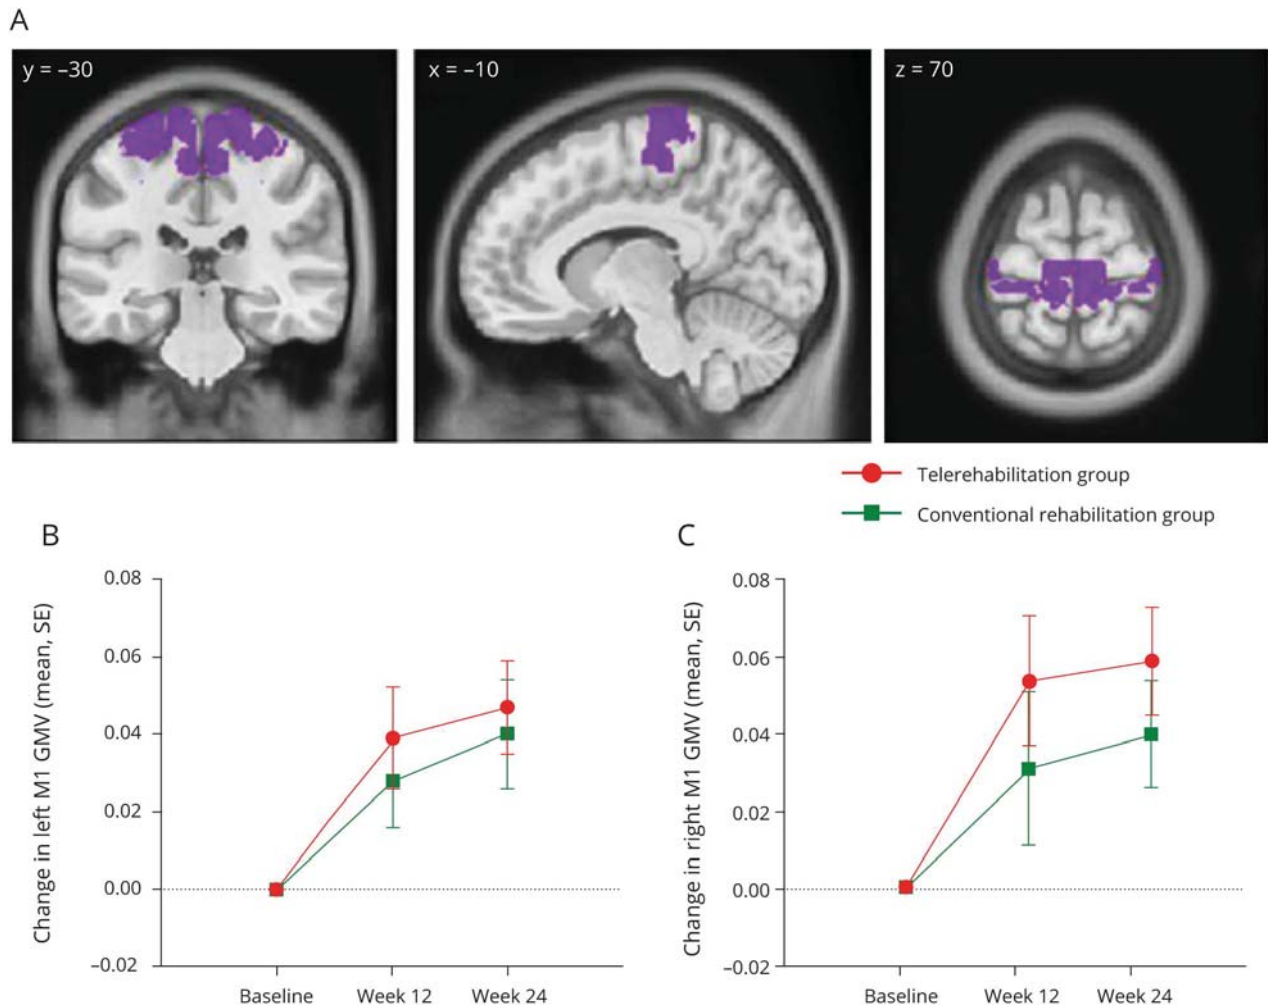 A
y = –30
x = –10
z = 70
Telerehabilitation group
Conventional rehabilitation group
B
Change in left M1 GMV (mean, SE)
0.08
0.06
0.04
0.02
0.00
–0.02
Baseline
Week 12
Week 24
C
Change in right M1 GMV (mean, SE)
0.08
0.06
0.04
0.02
0.00
–0.02
Baseline
Week 12
Week 24